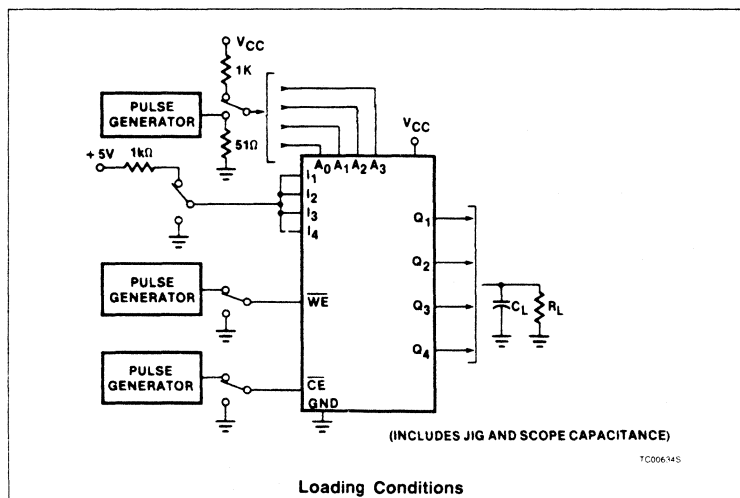 VCC
1K
PULSE
GENERATOR
51Ω
VCC
+ 5V
1kΩ
A0 A1 A2 A3
I1
I2
I3
I4
Q1
Q2
Q3
Q4
CL
RL
PULSE
GENERATOR
WE
PULSE
GENERATOR
CE
GND
(INCLUDES JIG AND SCOPE CAPACITANCE)
TC00634S
Loading Conditions